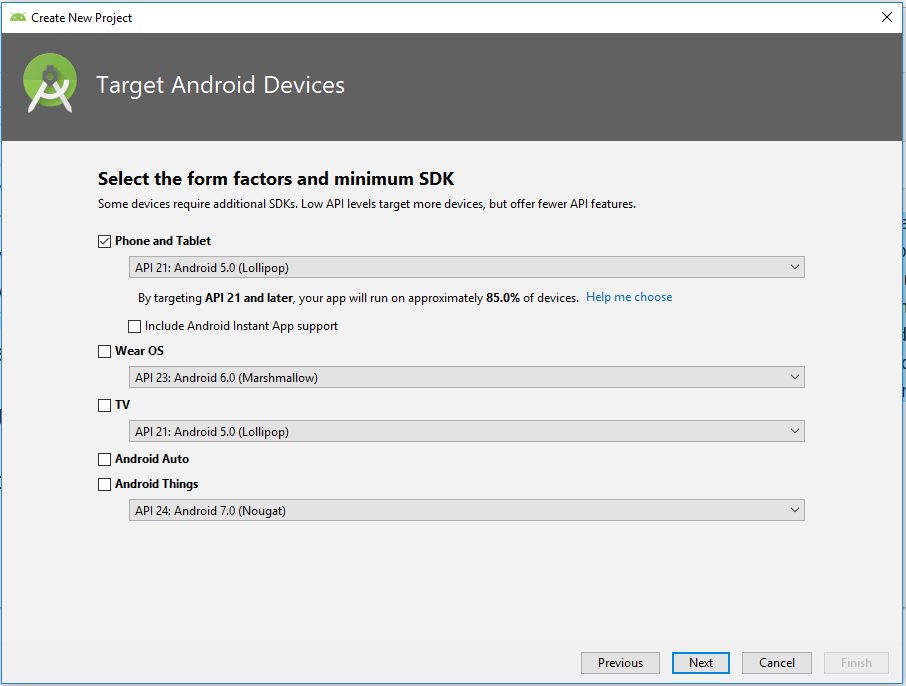 Create New Project
Target Android Devices
Select the form factors and minimum SDK
Some devices require additional SDKs. Low API levels target more devices, but offer fewer API features.
Phone and Tablet
API 21: Android 5.0 (Lollipop)
By targeting API 21 and later, your app will run on approximately 85.0% of devices. Help me choose
Include Android Instant App support
Wear OS
API 23: Android 6.0 (Marshmallow)
TV
API 21: Android 5.0 (Lollipop)
Android Auto
Android Things
API 24: Android 7.0 (Nougat)
Previous Next Cancel Finish